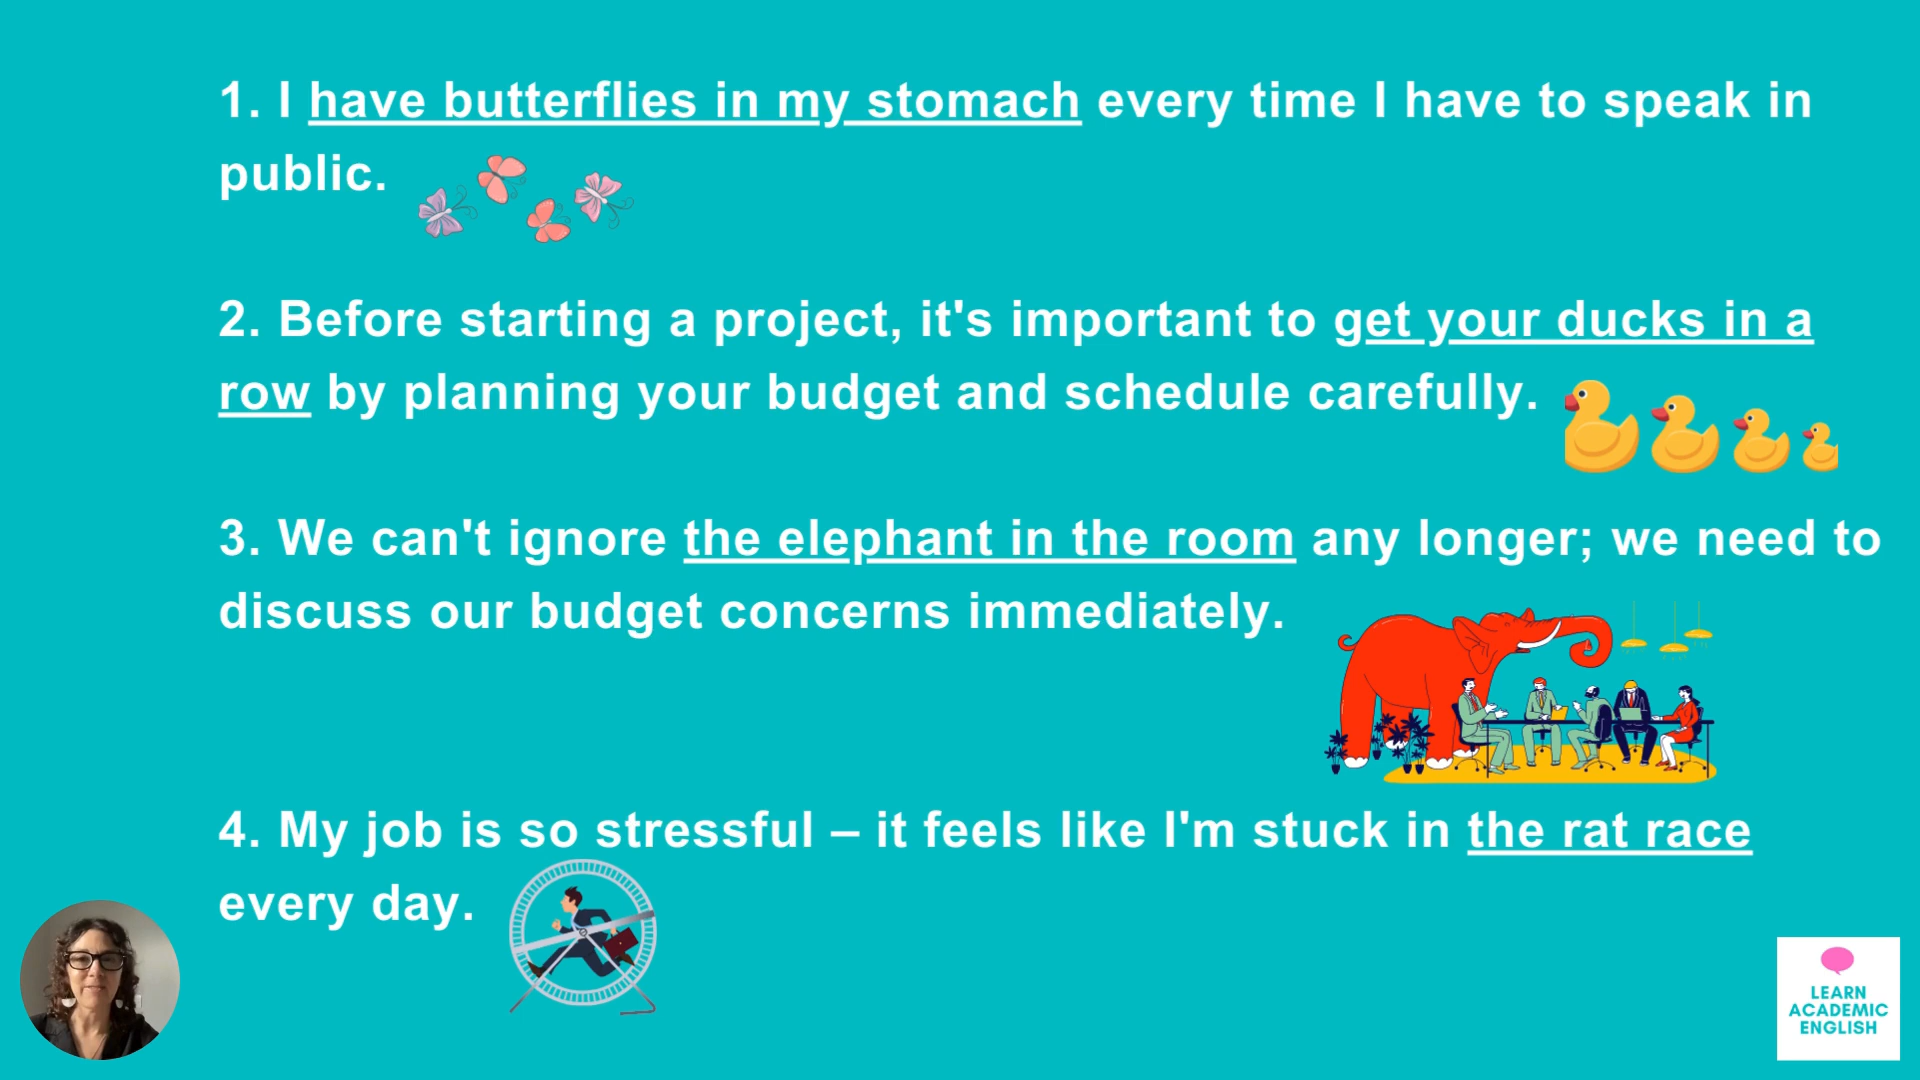 1. I have butterflies in my stomach every time I have to speak in
public.
2. Before starting a project, it's important to get your ducks in a
row by planning your budget and schedule carefully.
3. We can't ignore the elephant in the room any longer; we need to
discuss our budget concerns immediately.
4. My job is so stressful – it feels like I'm stuck in the rat race
every day.
LEARN
ACADEMIC
ENGLISH